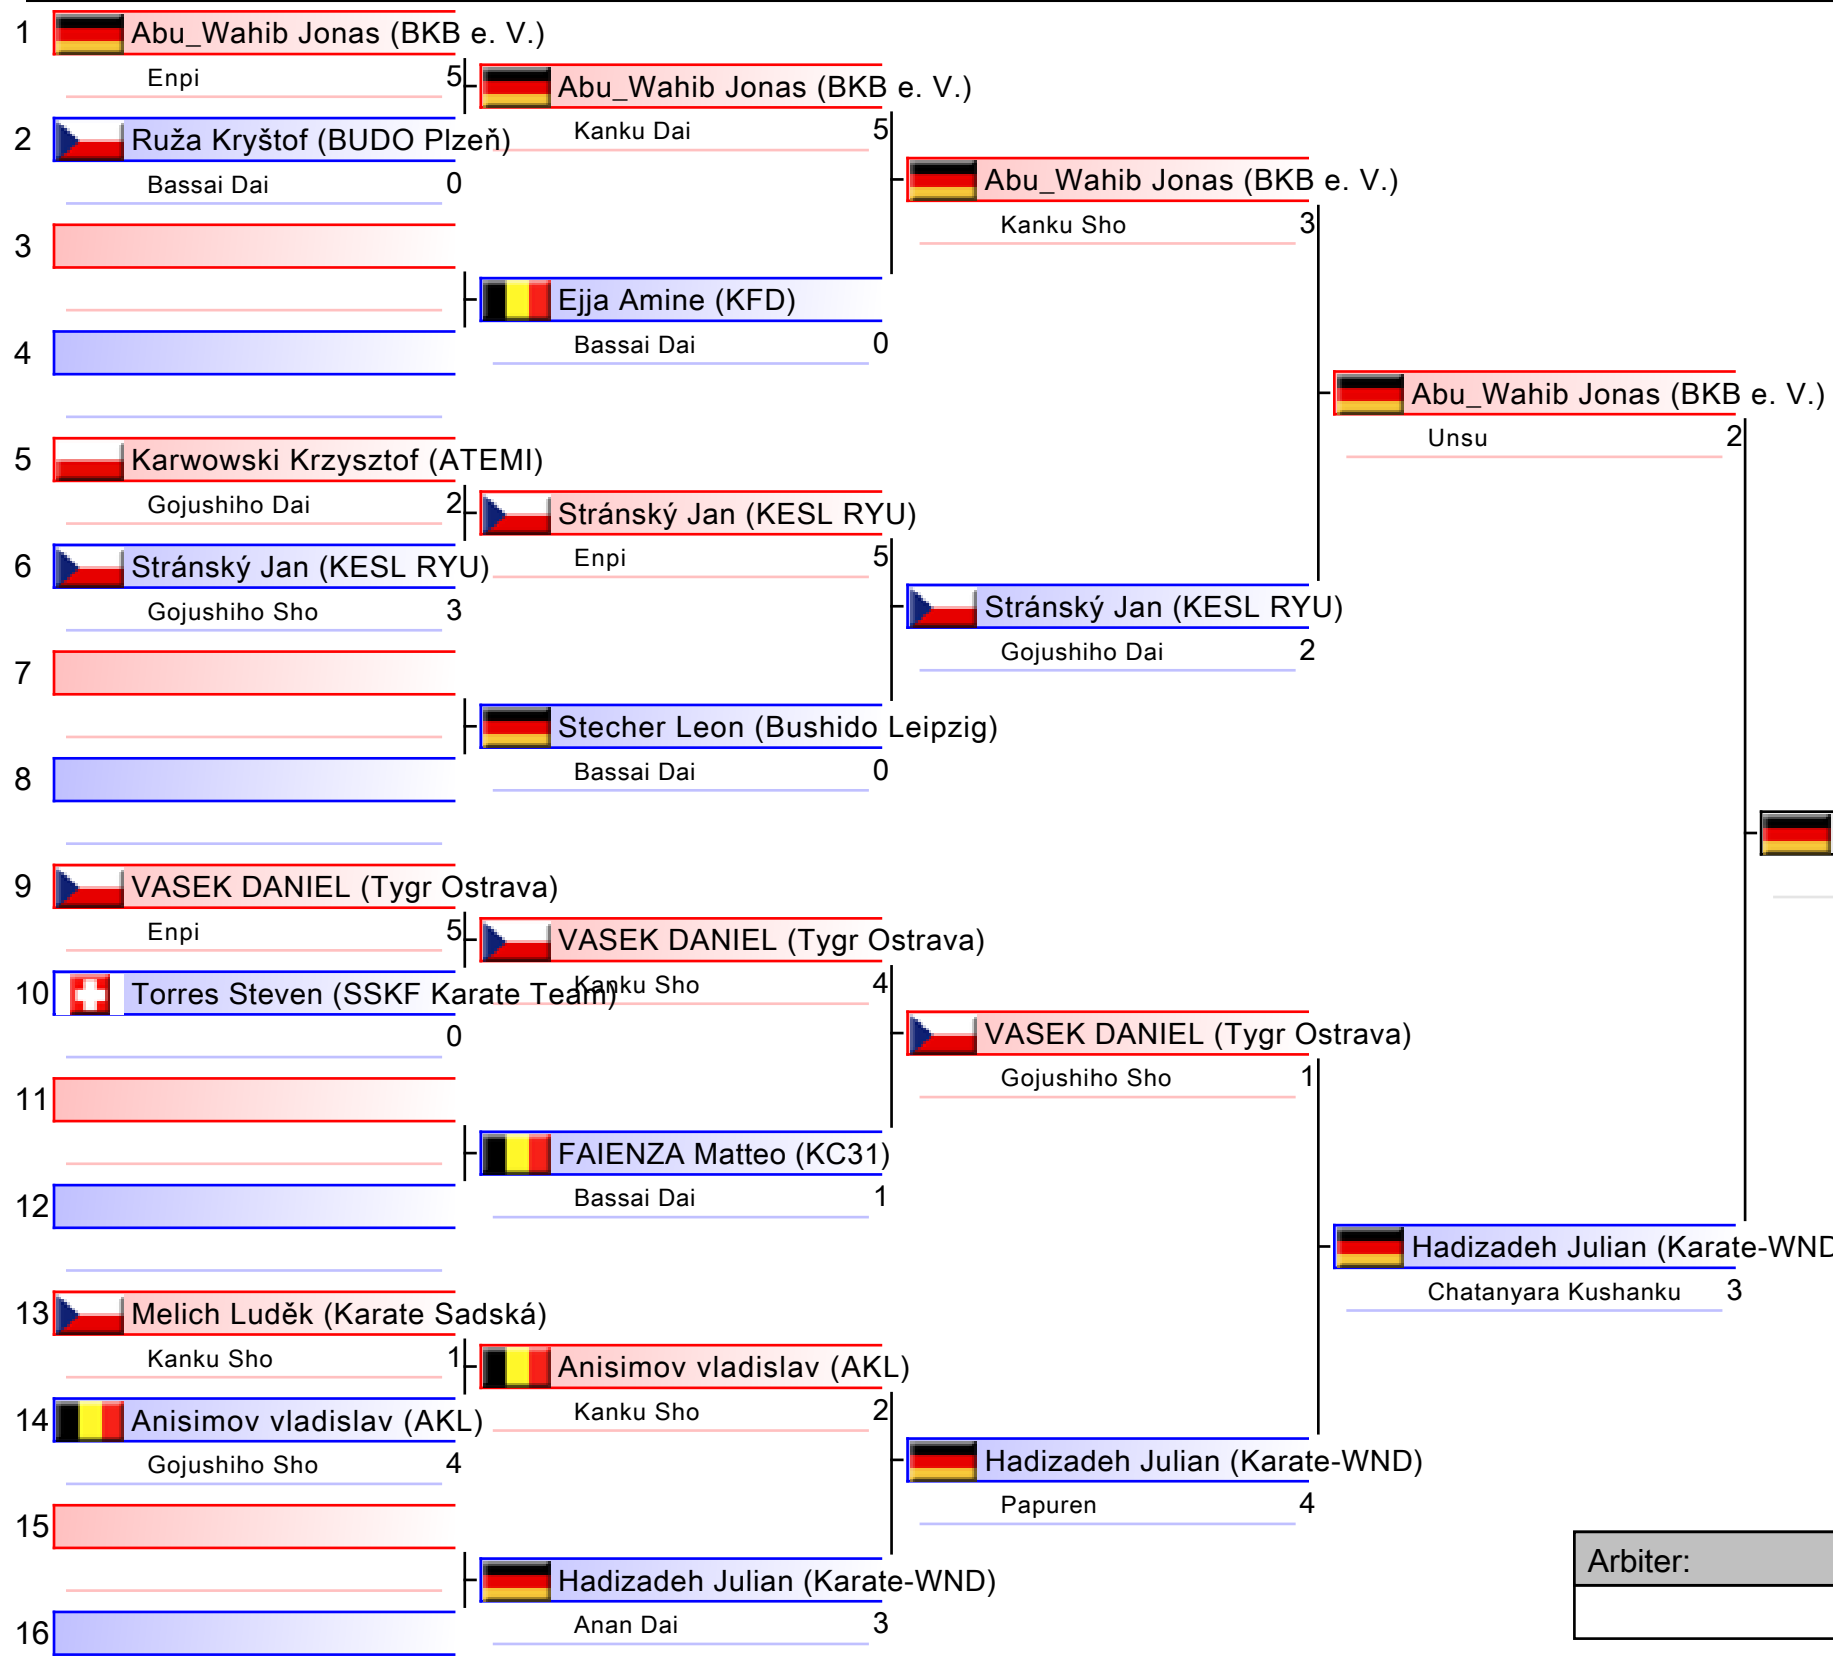 1 Abu_Wahib Jonas (BKB e. V.)
Enpi 5
2 Ruža Kryštof (BUDO Plzeň)
Bassai Dai 0
3
4
5 Karwowski Krzysztof (ATEMI)
Gojushiho Dai 2
6 Stránský Jan (KESL RYU)
Gojushiho Sho 3
7
8
9 VASEK DANIEL (Tygr Ostrava)
Enpi 5
10 Torres Steven (SSKF Karate Team)
0
11
12
13 Melich Luděk (Karate Sadská)
Kanku Sho 1
14 Anisimov vladislav (AKL)
Gojushiho Sho 4
15
16
Abu_Wahib Jonas (BKB e. V.)
Kanku Dai 5
Ejja Amine (KFD)
Bassai Dai 0
Stránský Jan (KESL RYU)
Enpi 5
Stecher Leon (Bushido Leipzig)
Bassai Dai 0
VASEK DANIEL (Tygr Ostrava)
Kanku Sho 4
FAIENZA Matteo (KC31)
Bassai Dai 1
Anisimov vladislav (AKL)
Kanku Sho 2
Hadizadeh Julian (Karate-WND)
Anan Dai 3
Abu_Wahib Jonas (BKB e. V.)
Kanku Sho 3
Stránský Jan (KESL RYU)
Gojushiho Dai 2
VASEK DANIEL (Tygr Ostrava)
Gojushiho Sho 1
Hadizadeh Julian (Karate-WND)
Papuren 4
Abu_Wahib Jonas (BKB e. V.)
Unsu 2
Hadizadeh Julian (Karate-WND
Chatanyara Kushanku 3
Arbiter: